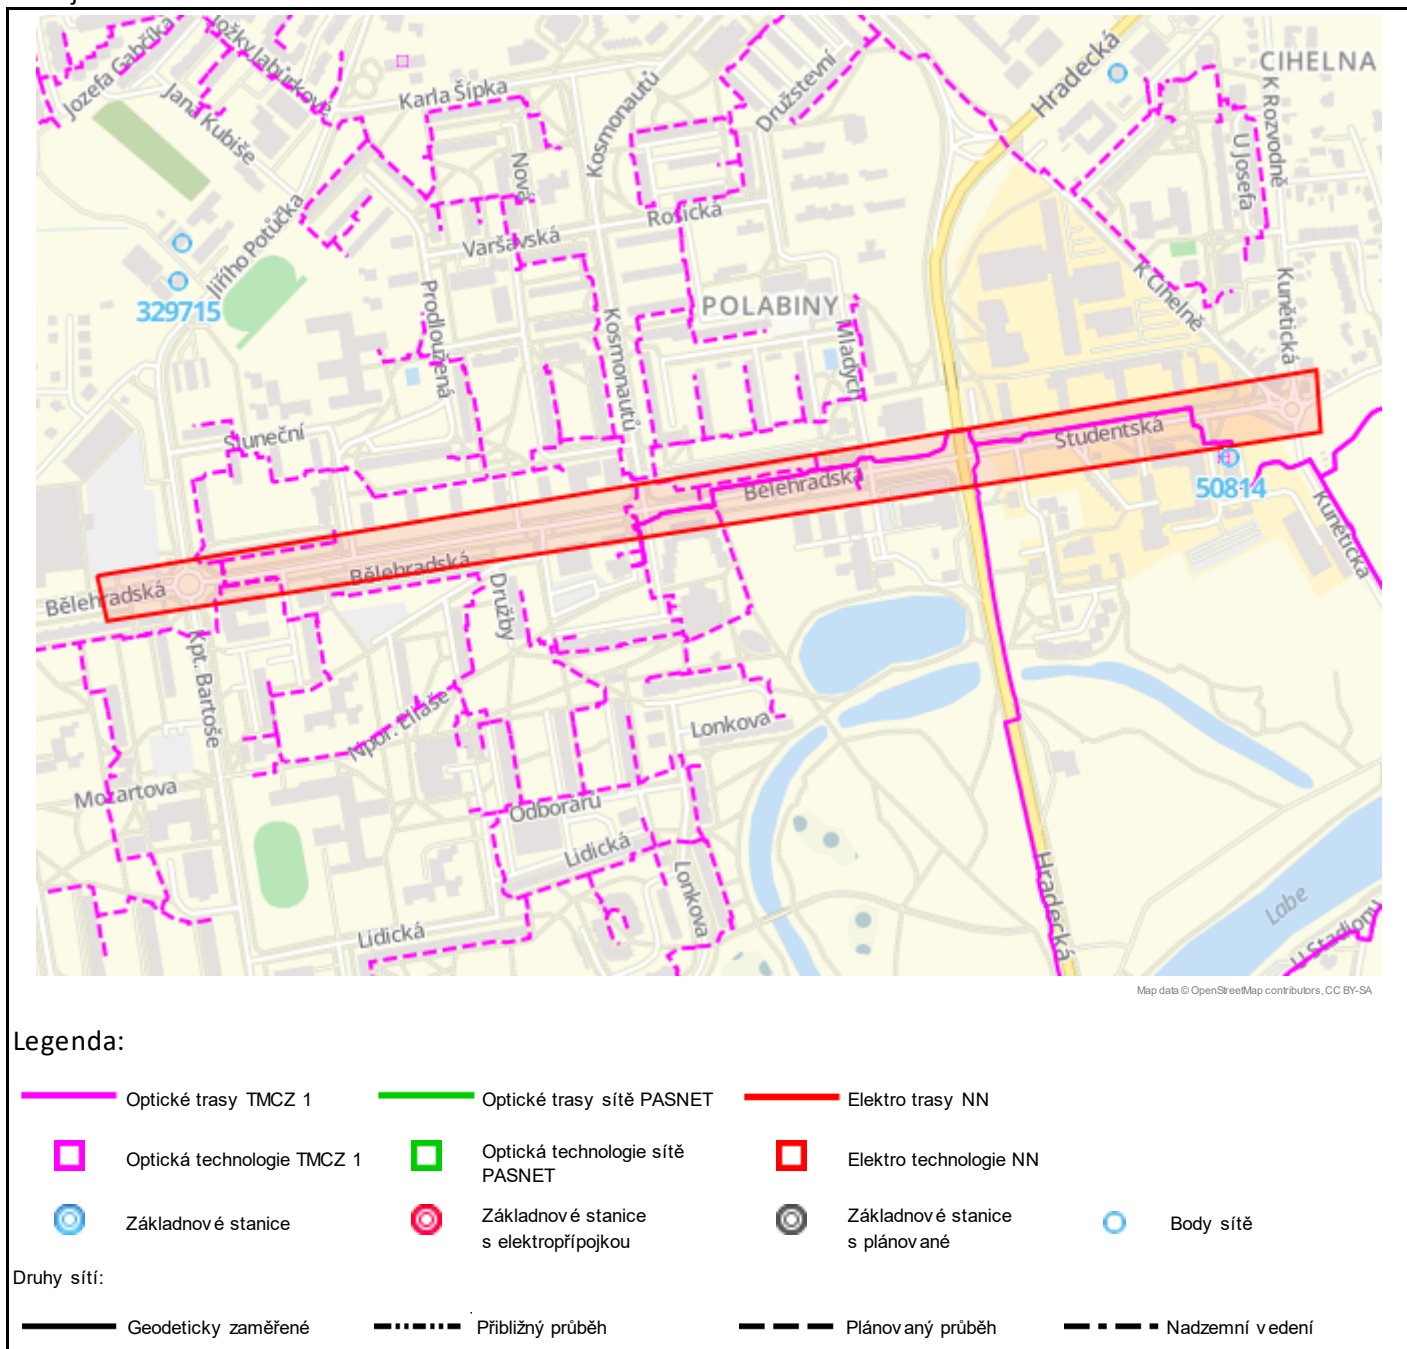 Jozefa Gabčíka
Jožky Jabůrkové
Jana Kubiše
Karla Šípka
Kosmonautů
Družstevní
Hradecká
CIHELNA
K Rozvodně
U Josefa
Nová
Rosická
Varšavská
Jiřího Potůčka
329715
Prodloužená
Kosmonautů
POLABINY
Mladých
K Cihelně
Kunětická
Sluneční
Studentská
Bělehradská
50814
Kunětická
Bělehradská
Bělehradská
Družby
Kpt. Bartoše
Npor. Eliáše
Lonkova
Mozartova
Odborářů
Lidická
Lonkova
Hradecká
Labe
Lidická
U Stadionu
Map data © OpenStreetMap contributors, CC BY-SA
Legenda:
Optické trasy TMCZ 1
Optické trasy sítě PASNET
Elektro trasy NN
Optická technologie TMCZ 1
Optická technologie sítě
PASNET
Elektro technologie NN
Základnové stanice
Základnové stanice
s elektropřípojkou
Základnové stanice
s plánované
Body sítě
Druhy sítí:
Geodeticky zaměřené
Přibližný průběh
Plánovaný průběh
Nadzemní vedení